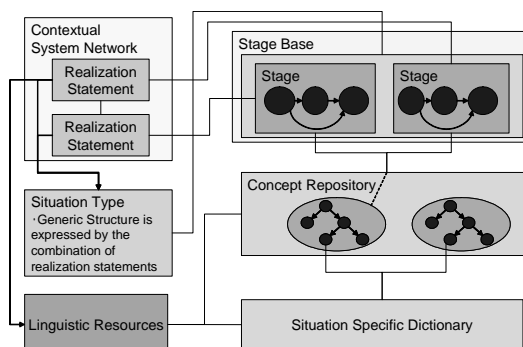 Contextual
System Network
Realization
Statement
Realization
Statement
Stage Base
Stage
Stage
Situation Type
・Generic Structure is
expressed by the
combination of
realization statements
Concept Repository
Linguistic Resources
Situation Specific Dictionary